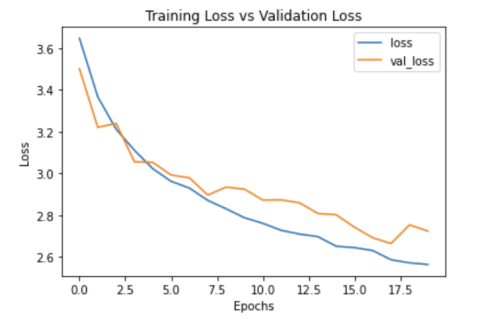 Training Loss vs Validation Loss
loss
val_loss
3.6
3.4
3.2
3.0
2.8
2.6
Loss
0.0 2.5 5.0 7.5 10.0 12.5 15.0 17.5
Epochs